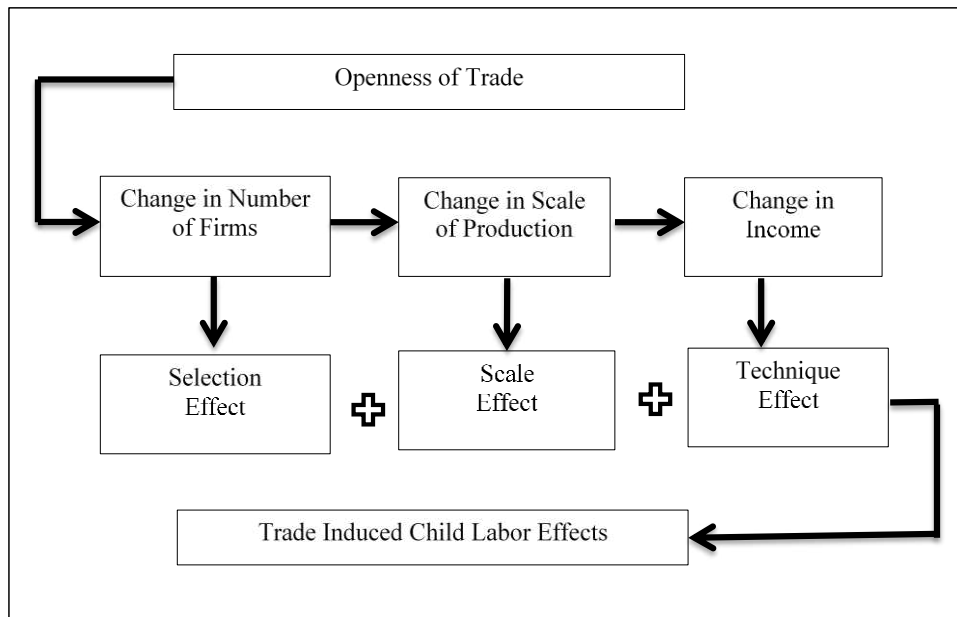 Openness of Trade
Change in Number
of Firms
Change in Scale
of Production
Change in
Income
Selection
Effect
Scale
Effect
Technique
Effect
Trade Induced Child Labor Effects